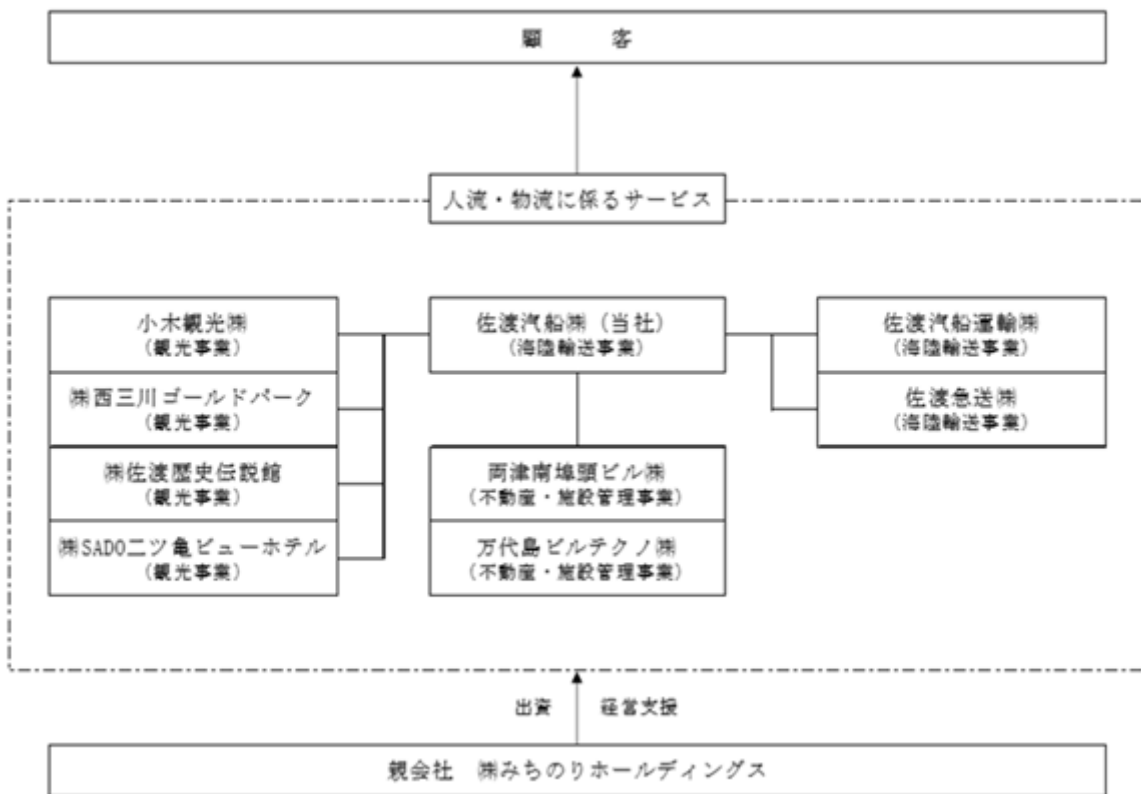 顧　　客
人流・物流に係るサービス
小木観光㈱
(観光事業)
㈱西三川ゴールドパーク
(観光事業)
㈱佐渡歴史伝説館
(観光事業)
㈱SADO二ツ亀ビューホテル
(観光事業)
佐渡汽船㈱（当社）
(海陸輸送事業)
両津南埠頭ビル㈱
(不動産・施設管理事業)
万代島ビルテクノ㈱
(不動産・施設管理事業)
佐渡汽船運輸㈱
(海陸輸送事業)
佐渡急送㈱
(海陸輸送事業)
出資　経営支援
親会社　㈱みちのりホールディングス